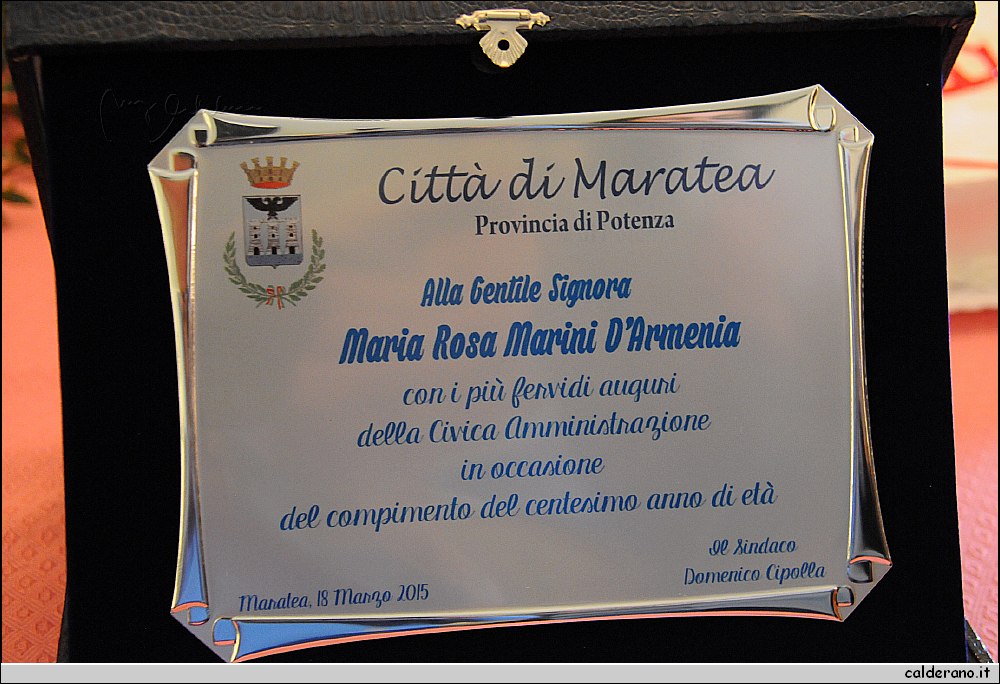 Città di Maratea
Provincia di Potenza
Alla Gentile Signora
Maria Rosa Marini D'Armenia
con i più fervidi auguri
della Civica Amministrazione
in occasione
del compimento del centesimo anno di età
Il Sindaco
Domenico Cipolla
Maratea, 18 Marzo 2015
calderano.it